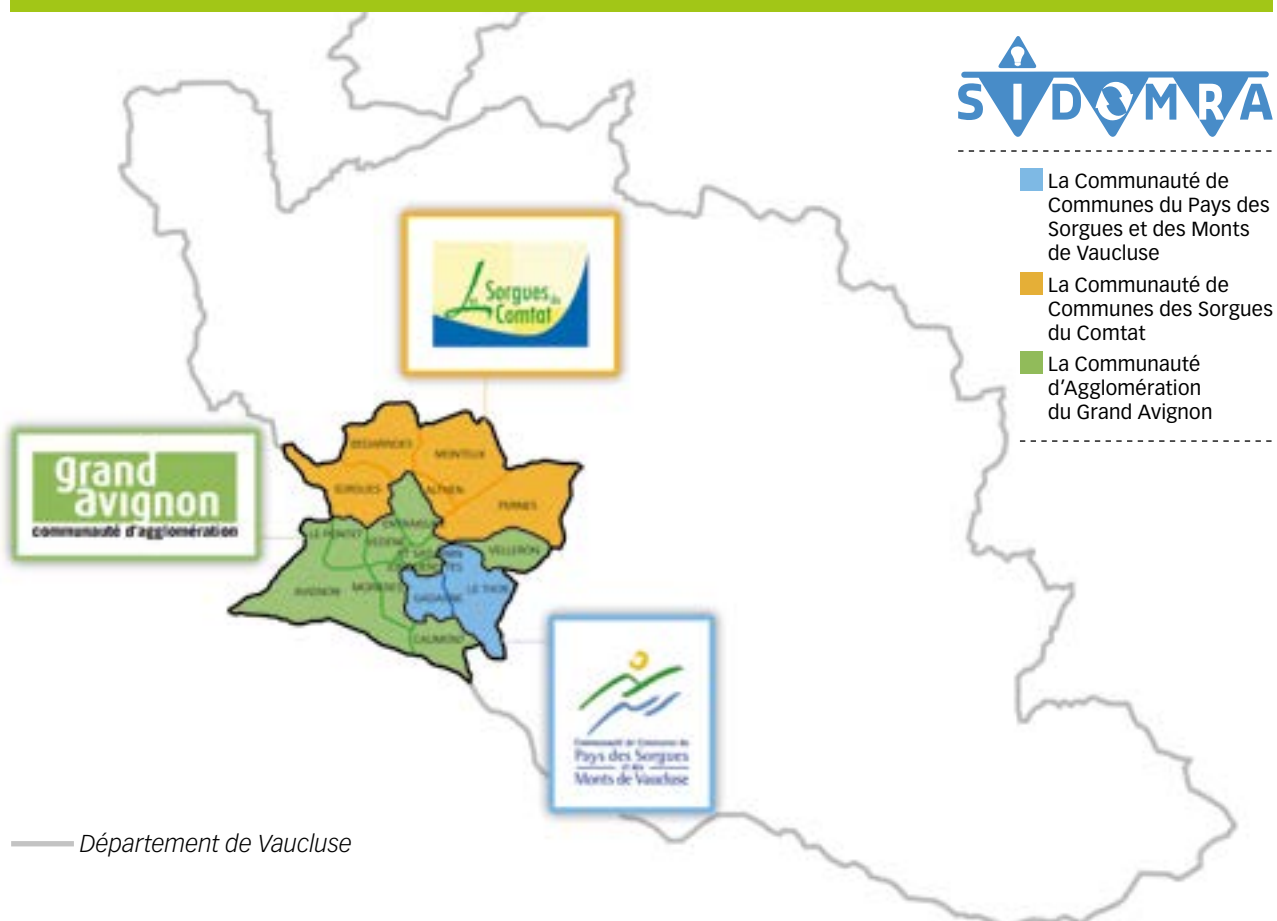 SIDOMRA
La Communauté de
Communes du Pays des
Sorgues et des Monts
de Vaucluse
La Communauté de
Communes des Sorgues
du Comtat
La Communauté
d'Agglomération
du Grand Avignon
Sorgues du
Comtat
grand
avignon
communauté d'agglomération
BEDARRIDES
MONTEUX
SORGUES
ALTHEN
PERNES
ENTRAIGUES
LE PONTET
VEDENE
VELLERON
AVIGNON
MORIERES
LE THOR
GADAGNE
CAUMONT
Communauté de Communes du
Pays des Sorgues
et des
Monts de Vaucluse
Département de Vaucluse